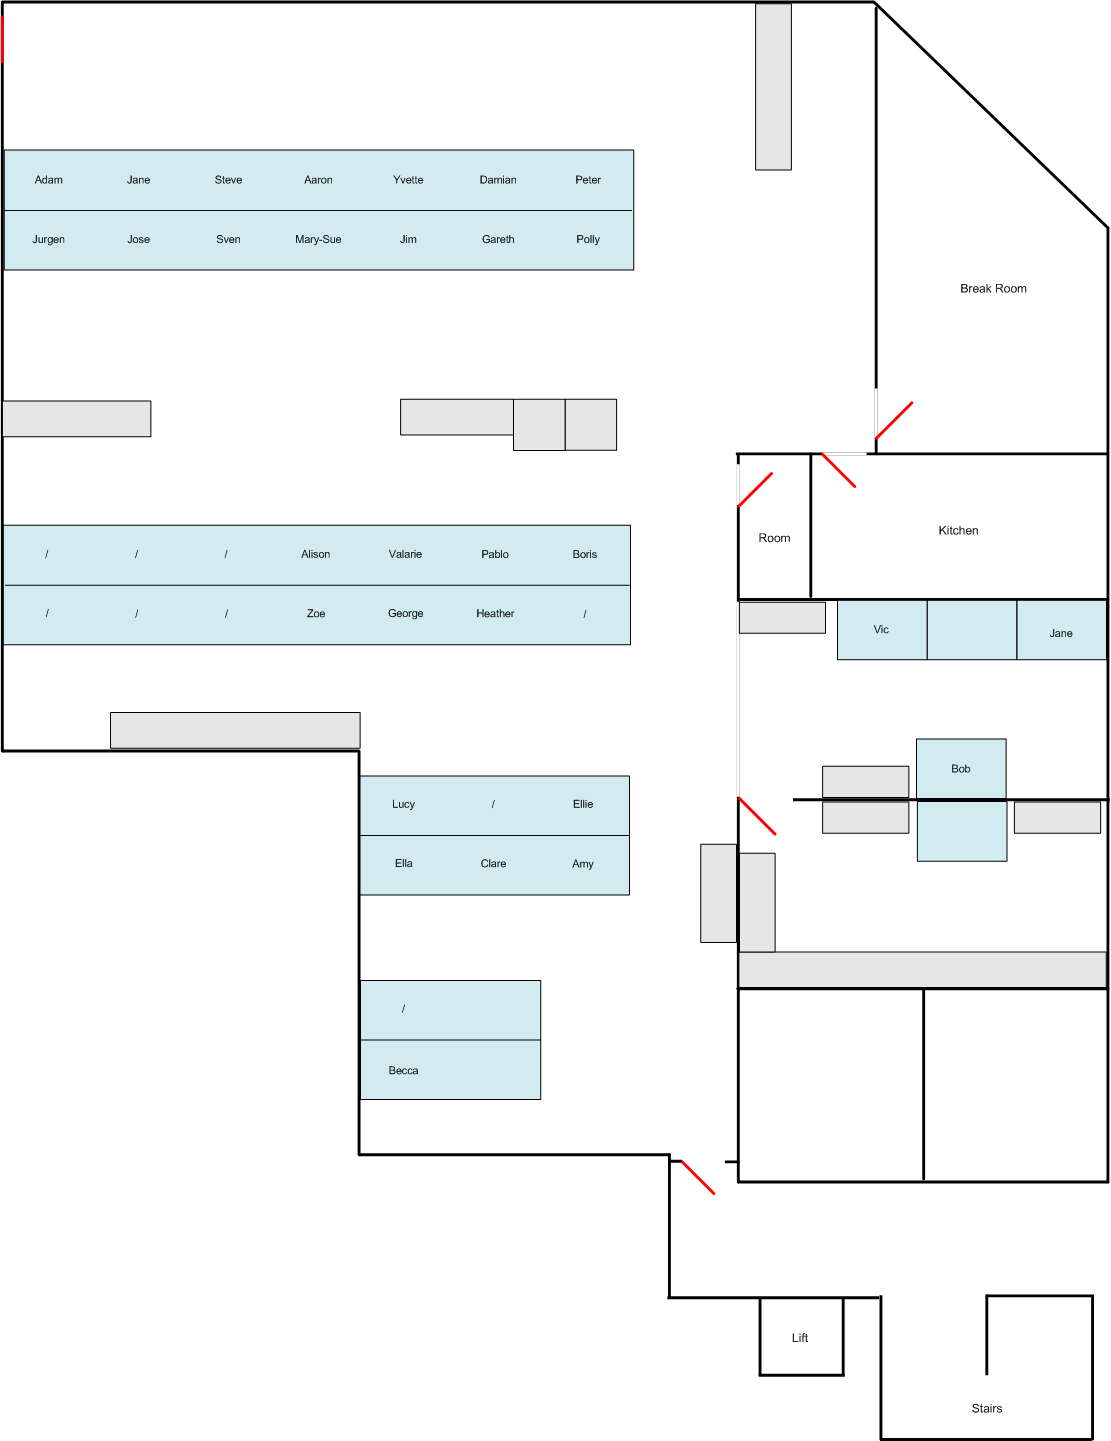 Adam Jane Steve Aaron Yvette Damian Peter
Jurgen Jose Sven Mary-Sue Jim Gareth Polly
Break Room
/ / / Alison Valarie Pablo Boris
/ / / Zoe George Heather /
Room
Kitchen
Vic
Jane
Bob
Lucy / Ellie
Ella Clare Amy
/
Becca
Lift
Stairs